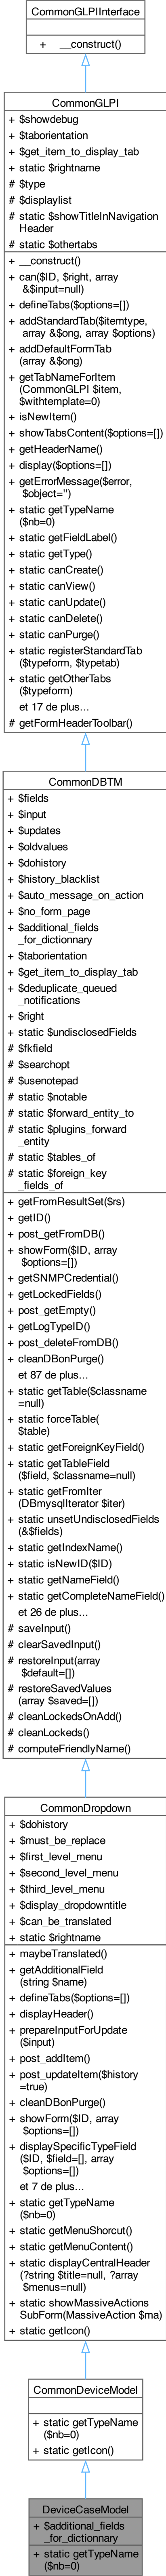 CommonGLPIInterface
+ __construct()
CommonGLPI
+ $showdebug
+ $taborientation
+ $get_item_to_display_tab
+ static $rightname
# $type
# $displaylist
# static $showTitleInNavigation
Header
# static $othertabs
+ __construct()
+ can($ID, $right, array
&$input=null)
+ defineTabs($options=[])
+ addStandardTab($itemtype,
array &$ong, array $options)
+ addDefaultFormTab
(array &$ong)
+ getTabNameForItem
(CommonGLPI $item,
$withtemplate=0)
+ isNewItem()
+ showTabsContent($options=[])
+ getHeaderName()
+ display($options=[])
+ getErrorMessage($error,
$object='')
+ static getTypeName
($nb=0)
+ static getFieldLabel()
+ static getType()
+ static canCreate()
+ static canView()
+ static canUpdate()
+ static canDelete()
+ static canPurge()
+ static registerStandardTab
($typeform, $typetab)
+ static getOtherTabs
($typeform)
et 17 de plus...
# getFormHeaderToolbar()
CommonDBTM
+ $fields
+ $input
+ $updates
+ $oldvalues
+ $dohistory
+ $history_blacklist
+ $auto_message_on_action
+ $no_form_page
+ $additional_fields
_for_dictionnary
+ $taborientation
+ $get_item_to_display_tab
+ $deduplicate_queued
_notifications
+ $right
+ static $undisclosedFields
# $fkfield
# $searchopt
# $usenotepad
# static $notable
# static $forward_entity_to
# static $plugins_forward
_entity
# static $tables_of
# static $foreign_key
_fields_of
+ getFromResultSet($rs)
+ getID()
+ post_getFromDB()
+ showForm($ID, array
$options=[])
+ getSNMPCredential()
+ getLockedFields()
+ post_getEmpty()
+ getLogTypeID()
+ post_deleteFromDB()
+ cleanDBonPurge()
et 87 de plus...
+ static getTable($classname
=null)
+ static forceTable(
$table)
+ static getForeignKeyField()
+ static getTableField
($field, $classname=null)
+ static getFromIter
(DBmysqlIterator $iter)
+ static unsetUndisclosedFields
(&$fields)
+ static getIndexName()
+ static isNewID($ID)
+ static getNameField()
+ static getCompleteNameField()
et 26 de plus...
# saveInput()
# clearSavedInput()
# restoreInput(array
$default=[])
# restoreSavedValues
(array $saved=[])
# cleanLockedsOnAdd()
# cleanLockeds()
# computeFriendlyName()
CommonDropdown
+ $dohistory
+ $must_be_replace
+ $first_level_menu
+ $second_level_menu
+ $third_level_menu
+ $display_dropdowntitle
+ $can_be_translated
+ static $rightname
+ maybeTranslated()
+ getAdditionalField
(string $name)
+ defineTabs($options=[])
+ displayHeader()
+ prepareInputForUpdate
($input)
+ post_addItem()
+ post_updateItem($history
=true)
+ cleanDBonPurge()
+ showForm($ID, array
$options=[])
+ displaySpecificTypeField
($ID, $field=[], array
$options=[])
et 7 de plus...
+ static getTypeName
($nb=0)
+ static getMenuShorcut()
+ static getMenuContent()
+ static displayCentralHeader
(?string $title=null, ?array
$menus=null)
+ static showMassiveActions
SubForm(MassiveAction $ma)
+ static getIcon()
CommonDeviceModel
+ static getTypeName
($nb=0)
+ static getIcon()
DeviceCaseModel
+ $additional_fields
_for_dictionnary
+ static getTypeName
($nb=0)